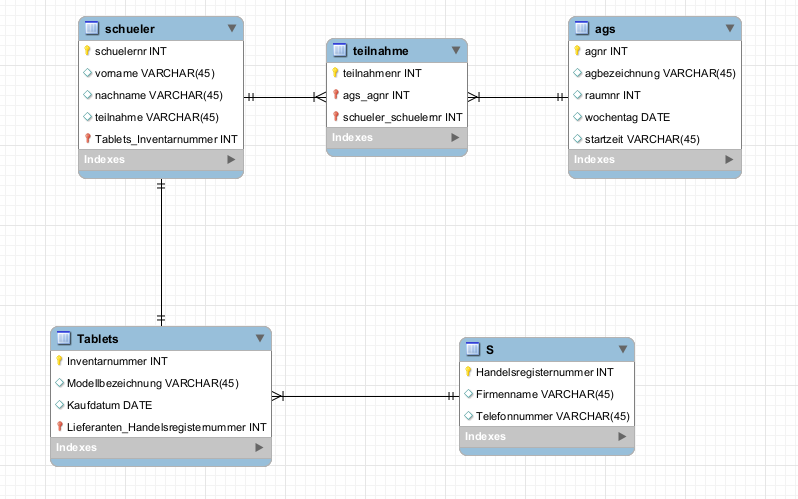 schueler
schuelernr INT
vorname VARCHAR(45)
nachname VARCHAR(45)
teilnahme VARCHAR(45)
Tablets_Inventarnummer INT
Indexes
teilnahme
teilnahmenr INT
ags_agnr INT
schueler_schuelernr INT
Indexes
ags
agnr INT
agbezeichnung VARCHAR(45)
raumnr INT
wochentag DATE
startzeit VARCHAR(45)
Indexes
Tablets
Inventarnummer INT
Modellbezeichnung VARCHAR(45)
Kaufdatum DATE
Lieferanten_Handelsregisternummer INT
Indexes
S
Handelsregisternummer INT
Firmenname VARCHAR(45)
Telefonnummer VARCHAR(45)
Indexes